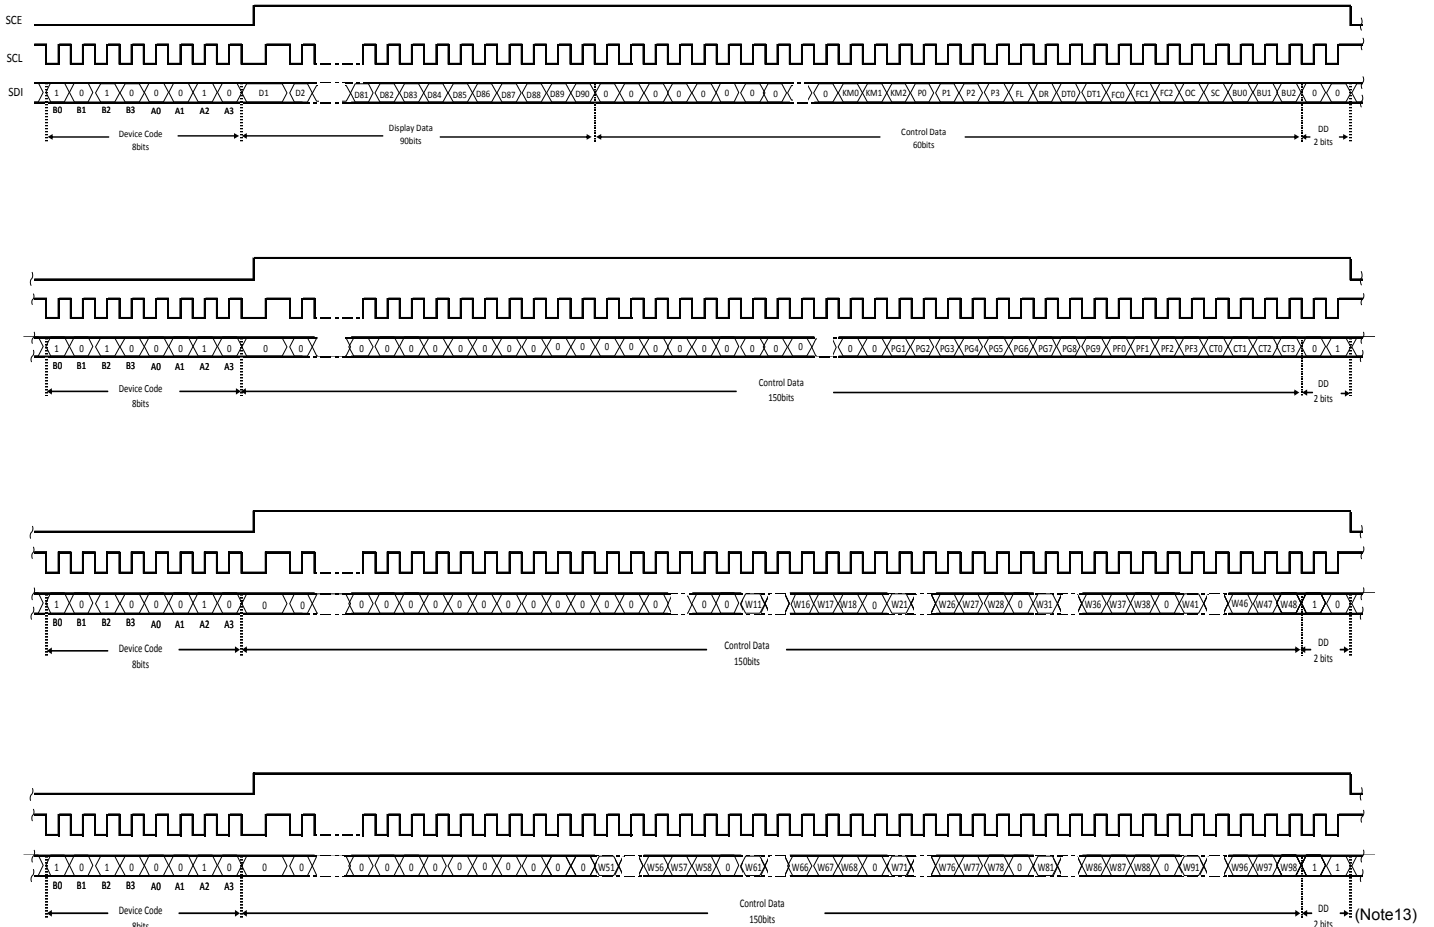 SCE
SCL
SDI 1 0 1 0 0 0 1 0 D1 D2 D81 D82 D83 D84 D85 D86 D87 D88 D89 D90 0 0 0 0 0 0 0 0 0 KM0 KM1 KM2 P0 P1 P2 P3 FL DR DT0 DT1 FC0 FC1 FC2 OC SC BU0 BU1 BU2 0 0
B0 B1 B2 B3 A0 A1 A2 A3
Device Code Display Data Control Data DD
8bits 90bits 60bits 2 bits
1 0 1 0 0 0 1 0 0 0 0 0 0 0 0 0 0 0 0 0 0 0 0 0 0 0 0 0 0 0 0 PG1 PG2 PG3 PG4 PG5 PG6 PG7 PG8 PG9 PF0 PF1 PF2 PF3 CT0 CT1 CT2 CT3 0 1
B0 B1 B2 B3 A0 A1 A2 A3
Device Code Control Data DD
8bits 150bits 2 bits
1 0 1 0 0 0 1 0 0 0 0 0 0 0 0 0 0 0 0 0 0 0 0 0 0 W11 W16 W17 W18 0 W21 W26 W27 W28 0 W31 W36 W37 W38 0 W41 W46 W47 W48 1 0
B0 B1 B2 B3 A0 A1 A2 A3
Device Code Control Data DD
8bits 150bits 2 bits
1 0 1 0 0 0 1 0 0 0 0 0 0 0 0 0 0 0 0 0 W51 W56 W57 W58 0 W61 W66 W67 W68 0 W71 W76 W77 W78 0 W81 W86 W87 W88 0 W91 W96 W97 W98 1 1
B0 B1 B2 B3 A0 A1 A2 A3
Device Code Control Data DD (Note13)
8bits 150bits 2 bits